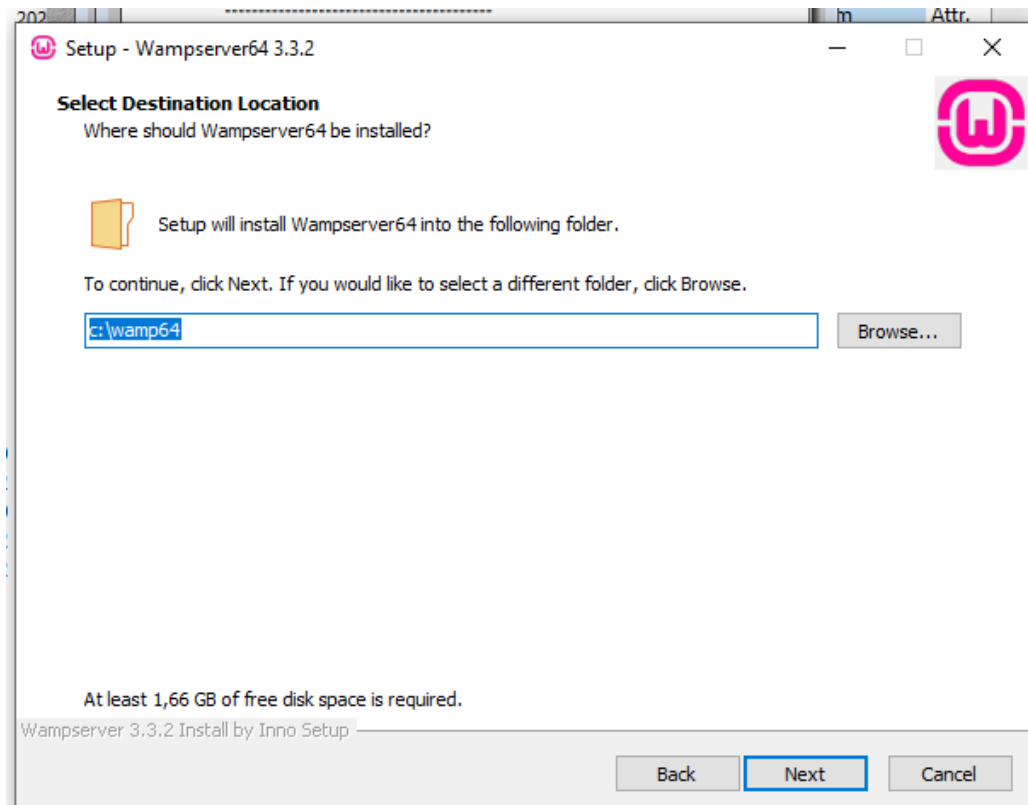 202
m Attr.
Setup - Wampserver64 3.3.2
Select Destination Location
Where should Wampserver64 be installed?
Setup will install Wampserver64 into the following folder.
To continue, click Next. If you would like to select a different folder, click Browse.
c:\wamp64
Browse...
At least 1,66 GB of free disk space is required.
Wampserver 3.3.2 Install by Inno Setup
Back
Next
Cancel